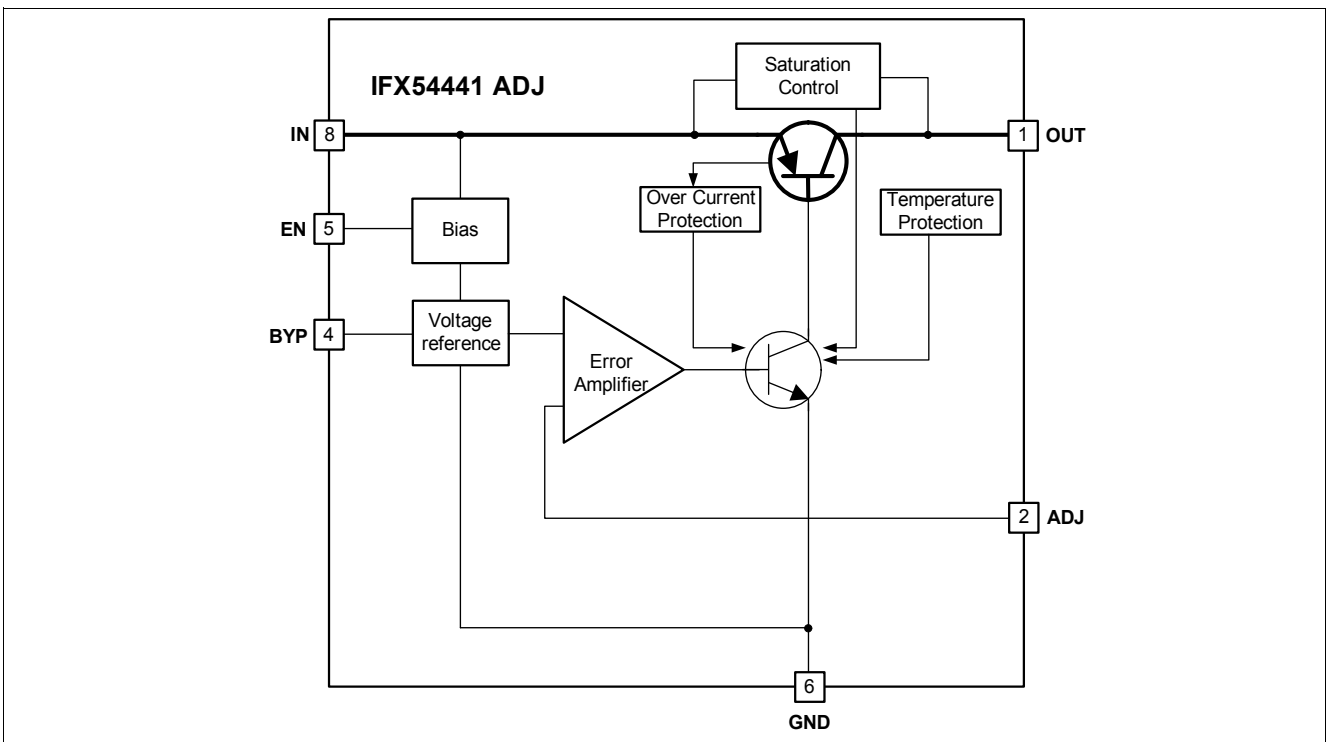 IFX54441 ADJ
Saturation
Control
IN
8
1
OUT
Over Current
Protection
Temperature
Protection
EN
5
Bias
BYP
4
Voltage
reference
Error
Amplifier
2
ADJ
6
GND